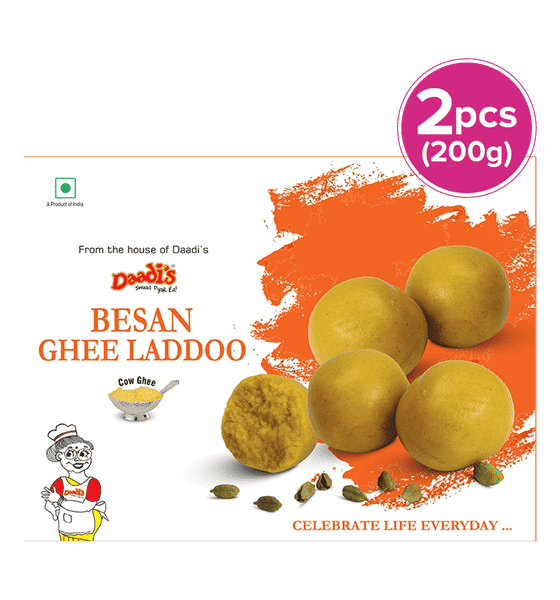 2pcs
(200g)
A Product of India
From the house of Daadi's
Daadi's
Swaad Pyar Ka!
BESAN
GHEE LADDOO
Cow Ghee
Daadi's
CELEBRATE LIFE EVERYDAY ...